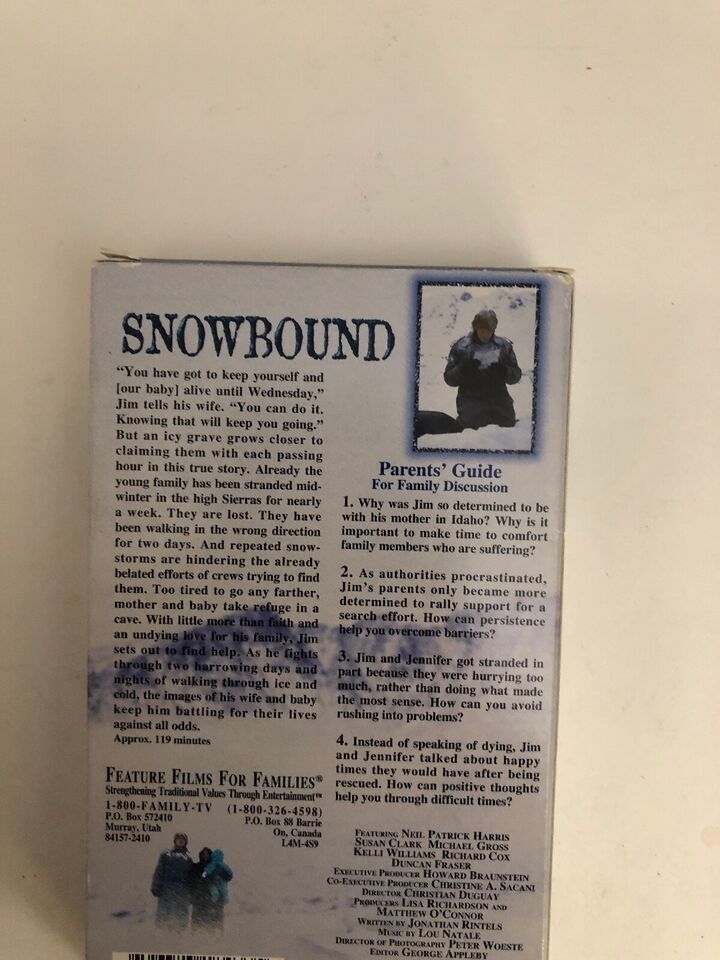 SNOWBOUND
"You have got to keep yourself and
[our baby] alive until Wednesday,"
Jim tells his wife. "You can do it.
Knowing that will keep you going."
But an icy grave grows closer to
claiming them with each passing
hour in this true story. Already the
young family has been stranded mid-
winter in the high Sierras for nearly
a week. They are lost. They have
been walking in the wrong direction
for two days. And repeated snow-
storms are hindering the already
belated efforts of crews trying to find
them. Too tired to go any farther,
mother and baby take refuge in a
cave. With little more than faith and
an undying love for his family, Jim
sets out to find help. As he fights
through two harrowing days and
nights of walking through ice and
cold, the images of his wife and baby
keep him battling for their lives
against all odds.
Approx. 119 minutes
FEATURE FILMS FOR FAMILIES®
Strengthening Traditional Values Through Entertainment™
1-800-FAMILY-TV (1-800-326-4598)
P.O. Box 572410
Murray, Utah
84157-2410
P.O. Box 88 Barrie
On, Canada
L4M-4S9
Parents' Guide
For Family Discussion
1. Why was Jim so determined to be
with his mother in Idaho? Why is it
important to make time to comfort
family members who are suffering?
2. As authorities procrastinated,
Jim's parents only became more
determined to rally support for a
search effort. How can persistence
help you overcome barriers?
3. Jim and Jennifer got stranded in
part because they were hurrying too
much, rather than doing what made
the most sense. How can you avoid
rushing into problems?
4. Instead of speaking of dying, Jim
and Jennifer talked about happy
times they would have after being
rescued. How can positive thoughts
help you through difficult times?
FEATURING NEIL PATRICK HARRIS
SUSAN CLARK MICHAEL GROSS
KELLI WILLIAMS RICHARD COX
DUNCAN FRASER
EXECUTIVE PRODUCER HOWARD BRAUNSTEIN
CO-EXECUTIVE PRODUCER CHRISTINE A. SACANI
DIRECTOR CHRISTIAN DUGUAY
PRODUCERS LISA RICHARDSON AND
MATTHEW O'CONNOR
WRITTEN BY JONATHAN RINTELS
MUSIC BY LOU NATALE
DIRECTOR OF PHOTOGRAPHY PETER WOESTE
EDITOR GEORGE APPLEBY